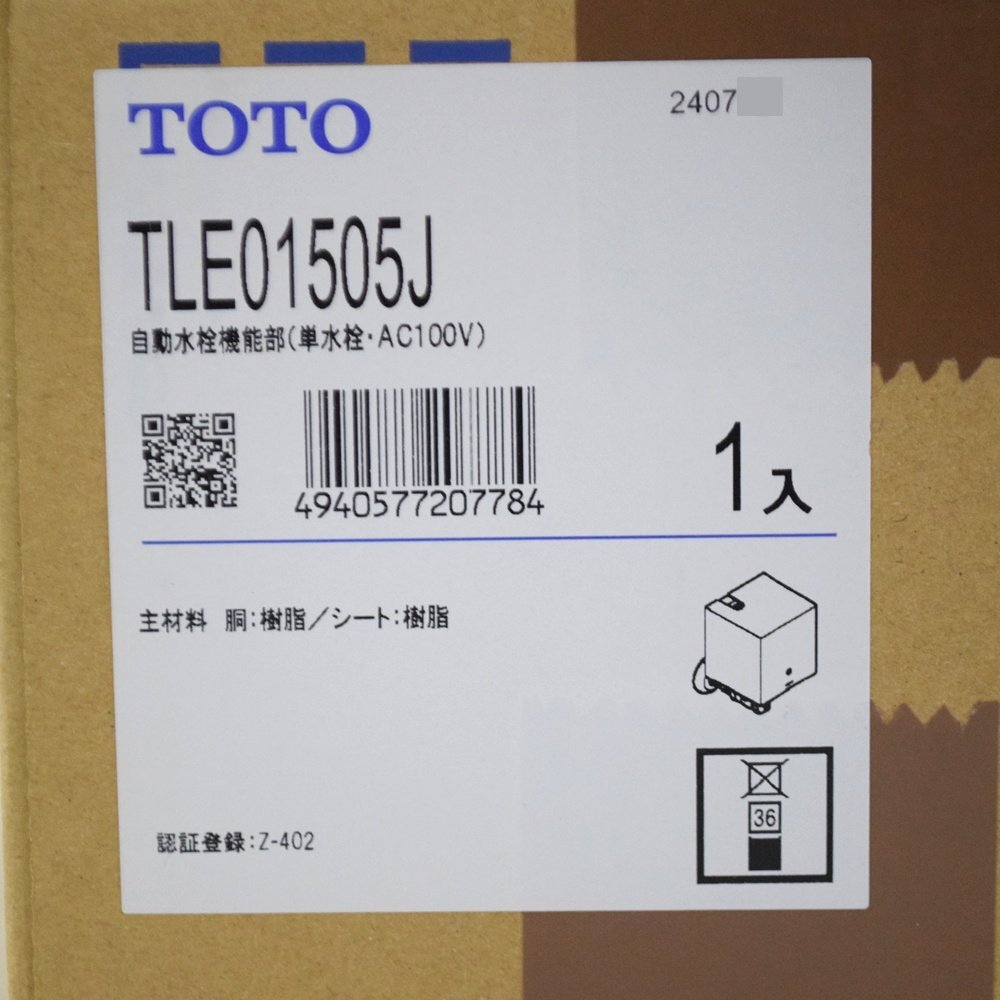 TOTO
2407
TLE01505J
自動水栓機能部(単水栓・AC100V)
4940577207784
1入
主材料 胴:樹脂/シート:樹脂
36
認証登録:Z-402